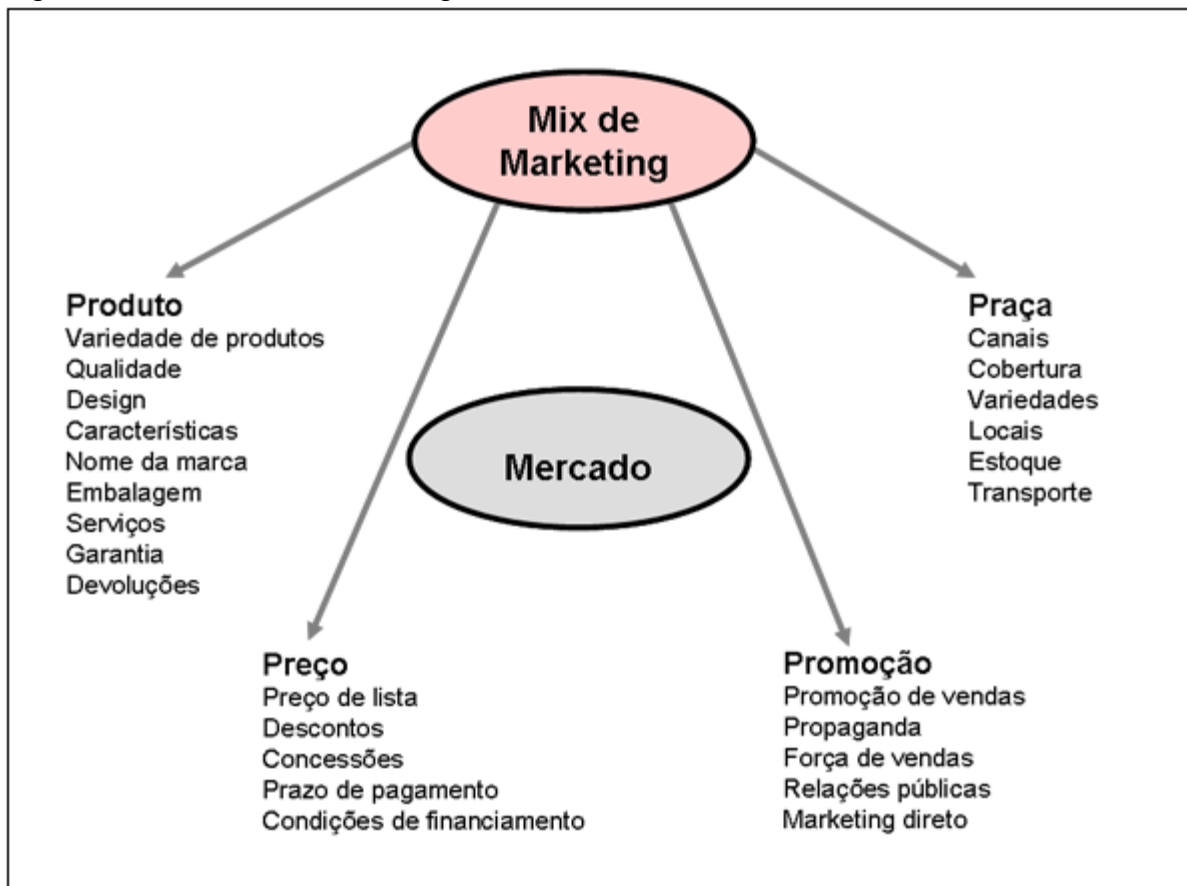 Mix de
Marketing
Produto
Variedade de produtos
Qualidade
Design
Características
Nome da marca
Embalagem
Serviços
Garantia
Devoluções
Praça
Canais
Cobertura
Variedades
Locais
Estoque
Transporte
Mercado
Preço
Preço de lista
Descontos
Concessões
Prazo de pagamento
Condições de financiamento
Promoção
Promoção de vendas
Propaganda
Força de vendas
Relações públicas
Marketing direto